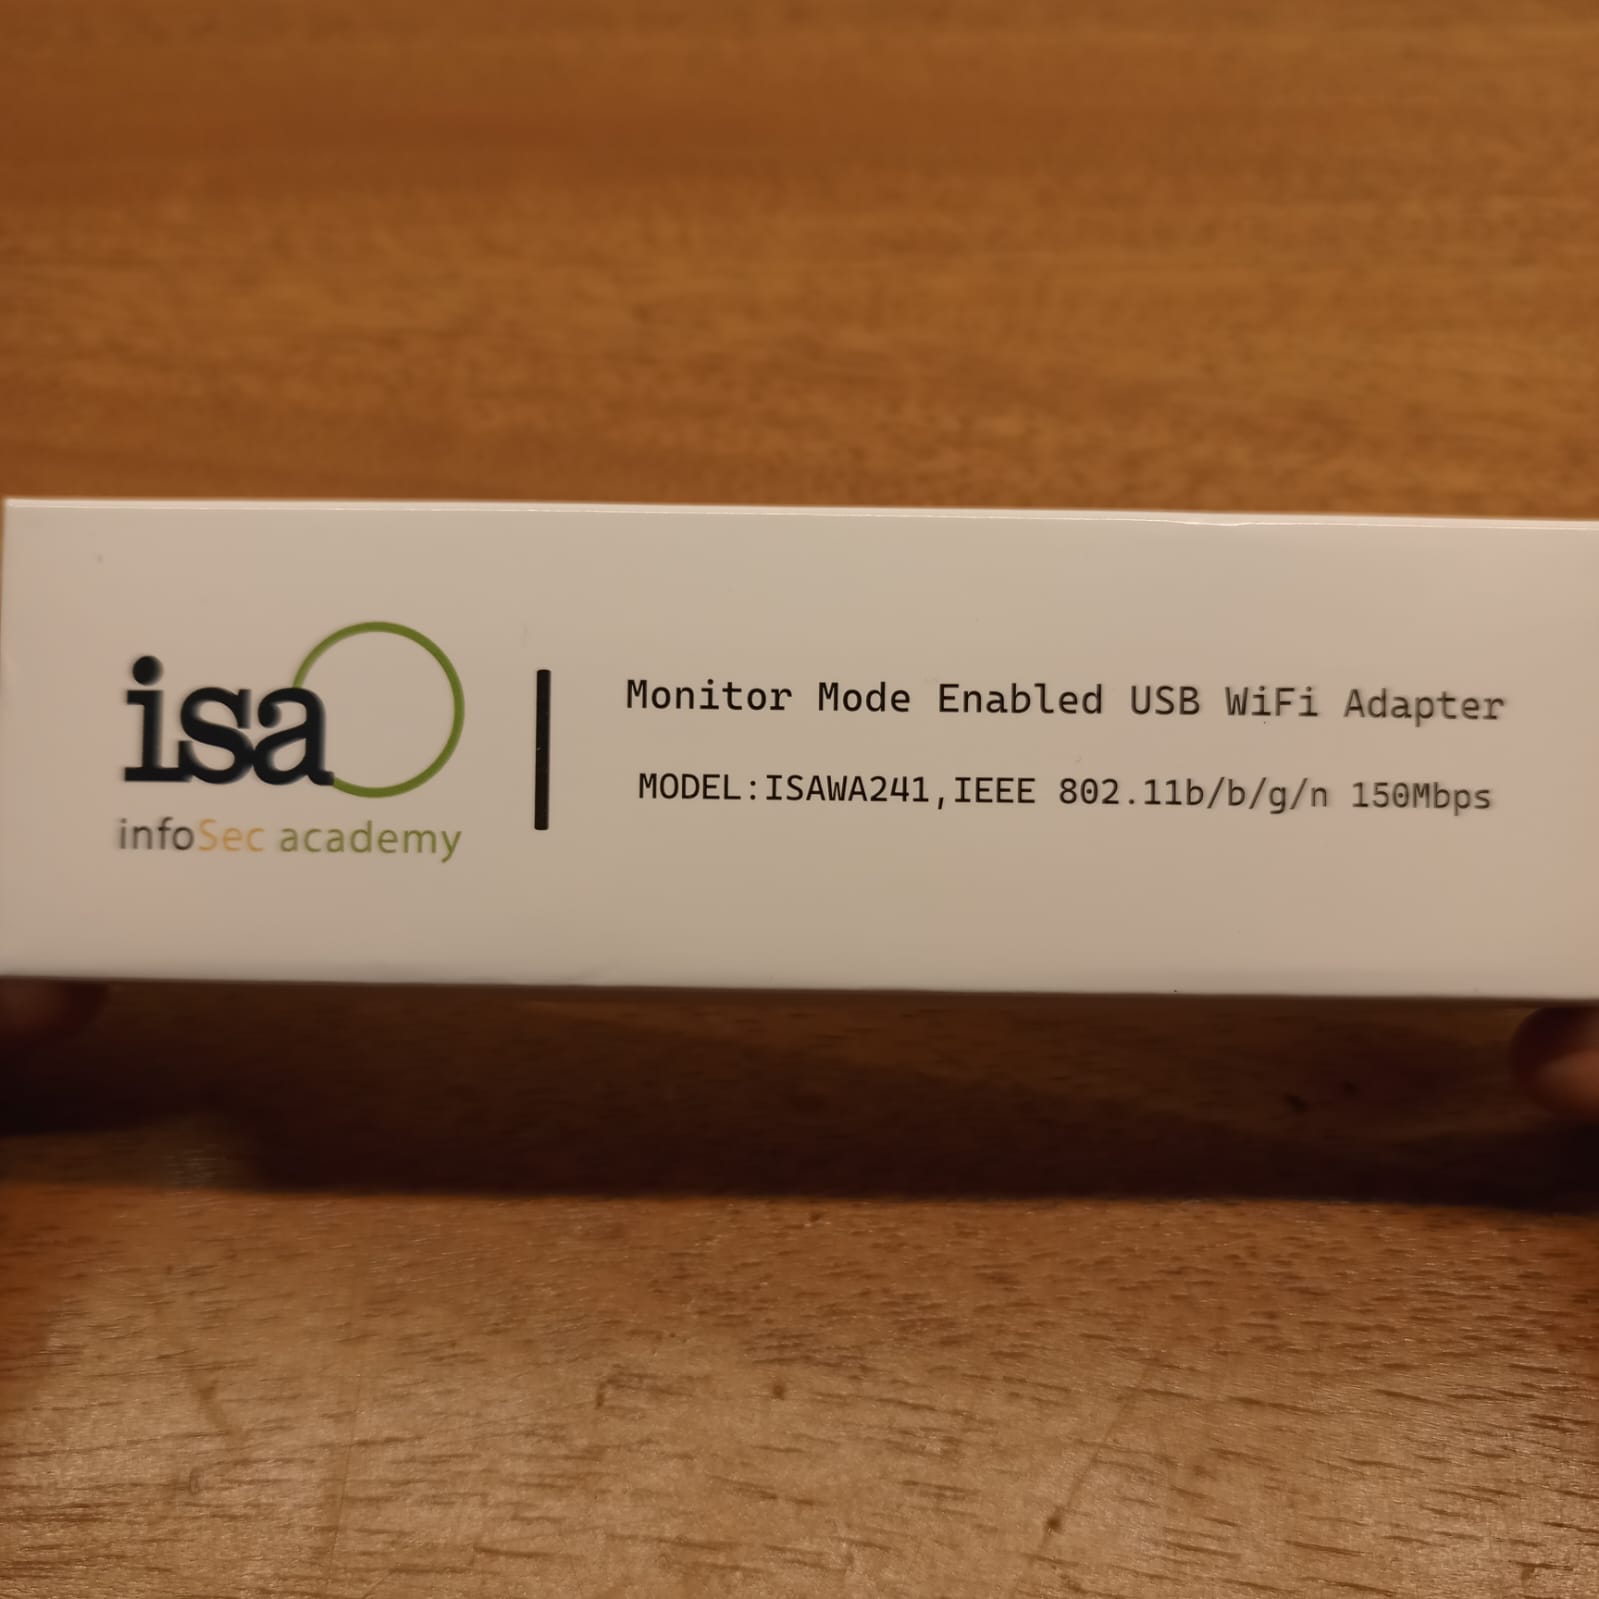 isa
infoSec academy
Monitor Mode Enabled USB WiFi Adapter
MODEL:ISAWA241,IEEE 802.11b/b/g/n 150Mbps